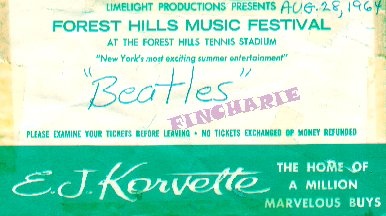 LIMELIGHT PRODUCTIONS PRESENTS AUG. 28, 1964
FOREST HILLS MUSIC FESTIVAL
AT THE FOREST HILLS TENNIS STADIUM
"New York's most exciting summer entertainment"
"Beatles"
FINCHARIE
PLEASE EXAMINE YOUR TICKETS BEFORE LEAVING • NO TICKETS EXCHANGED OR MONEY REFUNDED
E.J. Korvette THE HOME OF
A MILLION
MARVELOUS BUYS